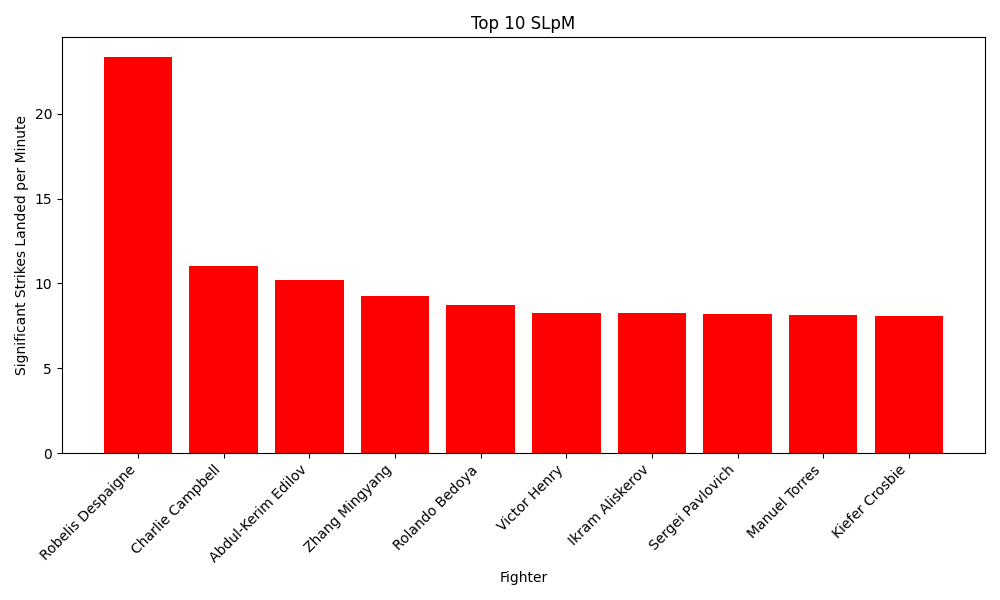 Top 10 SLpM
Significant Strikes Landed per Minute
20
15
10
5
0
Robelis Despaigne
Charlie Campbell
Abdul-Kerim Edilov
Zhang Mingyang
Rolando Bedoya
Victor Henry
Ikram Aliskerov
Sergei Pavlovich
Manuel Torres
Kiefer Crosbie
Fighter